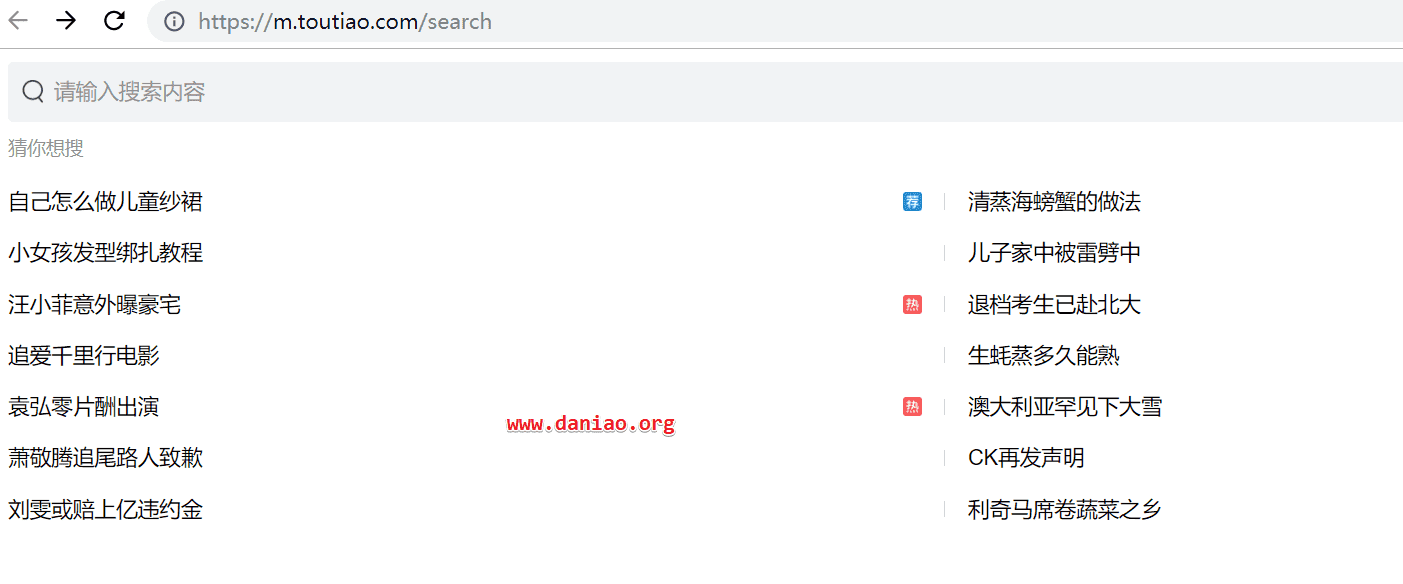 https://m.toutiao.com/search
请输入搜索内容
猜你想搜
自己怎么做儿童纱裙 荐 清蒸海螃蟹的做法
小女孩发型绑扎教程 儿子家中被雷劈中
汪小菲意外曝豪宅 热 退档考生已赴北大
追爱千里行电影 生蚝蒸多久能熟
袁弘零片酬出演 热 澳大利亚罕见下大雪
www.daniao.org
萧敬腾追尾路人致歉 CK再发声明
刘雯或赔上亿违约金 利奇马席卷蔬菜之乡